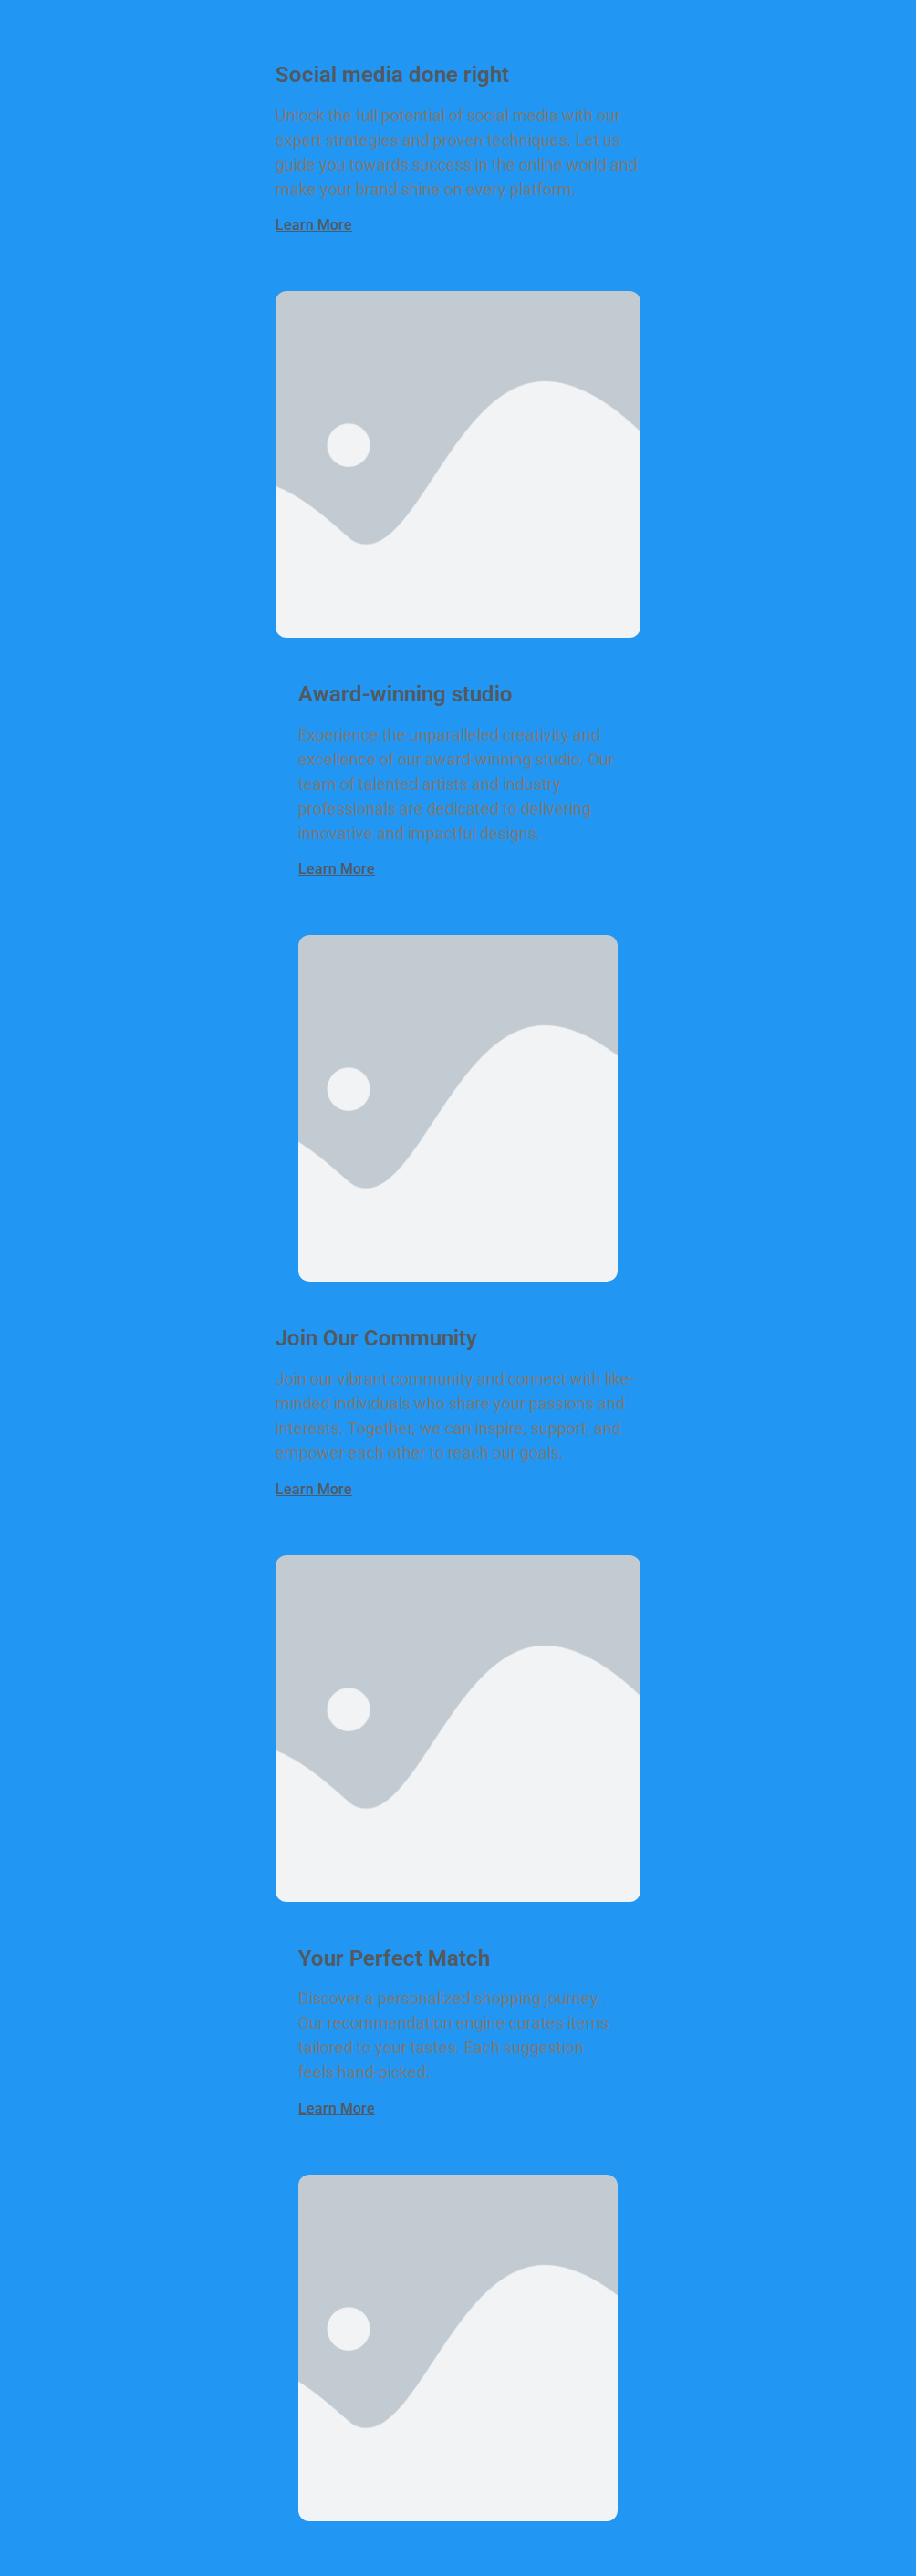 Social media done right
Unlock the full potential of social media with our
expert strategies and proven techniques. Let us
guide you towards success in the online world and
make your brand shine on every platform.
Learn More
Award-winning studio
Experience the unparalleled creativity and
excellence of our award-winning studio. Our
team of talented artists and industry
professionals are dedicated to delivering
innovative and impactful designs.
Learn More
Join Our Community
Join our vibrant community and connect with like-
minded individuals who share your passions and
interests. Together, we can inspire, support, and
empower each other to reach our goals.
Learn More
Your Perfect Match
Discover a personalized shopping journey.
Our recommendation engine curates items
tailored to your tastes. Each suggestion
feels hand-picked.
Learn More